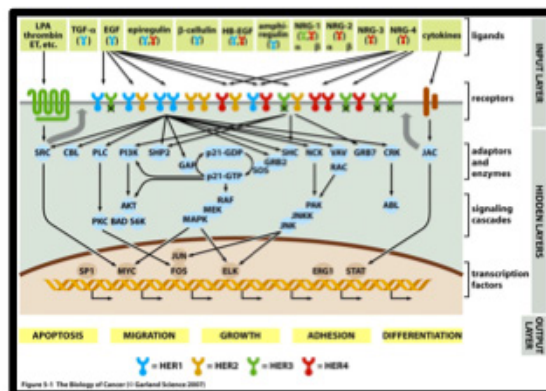 LPA
thrombin
ET, etc.
TGF-α
EGF
epiregulin
β-cellulin
HB-EGF
amphi-
regulin
NRG-1
α β
NRG-2
α β
NRG-3
NRG-4
cytokines
ligands
INPUT LAYER
receptors
SRC CBL PLC PI3K SHP2 GAP p21-GDP SOS GRB2 SHC NCK VAV GRB7 CRK JAC
p21-GTP
RAC
adaptors
and
enzymes
HIDDEN LAYERS
AKT
RAF
PAK
ABL
MEK
PKC BAD S6K
MAPK
JNKK
JNK
signaling
cascades
JUN
SP1 MYC FOS ELK ERG1 STAT
transcription
factors
OUTPUT
LAYER
APOPTOSIS MIGRATION GROWTH ADHESION DIFFERENTIATION
= HER1 = HER2 = HER3 = HER4
Figure 5-1 The Biology of Cancer (© Garland Science 2007)